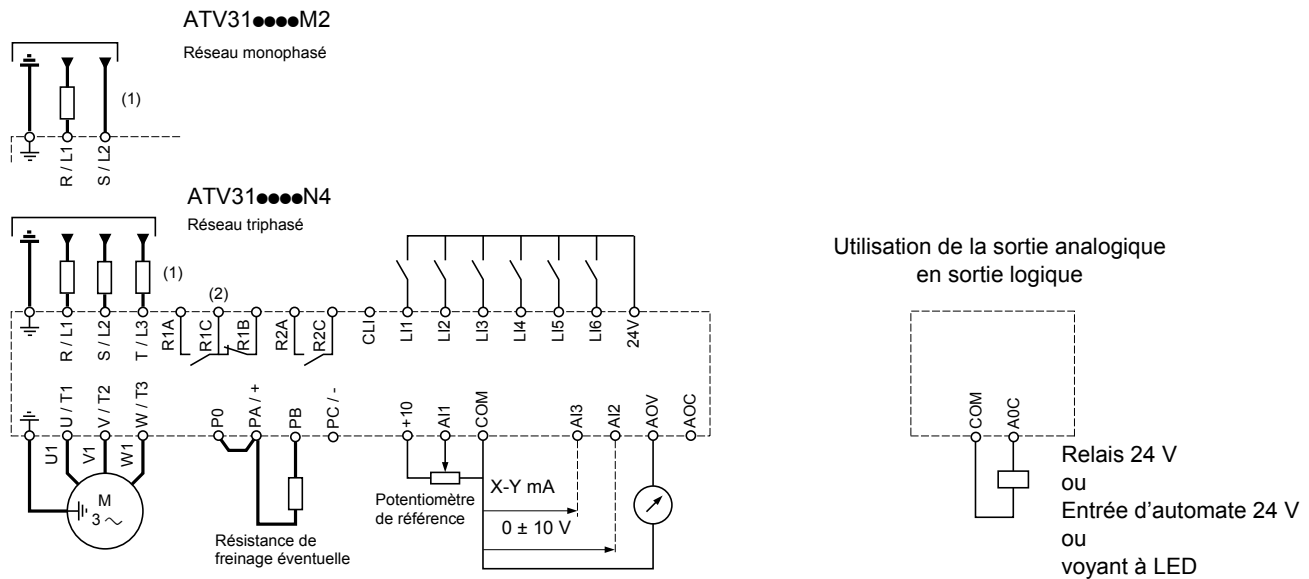 ATV31●●●●M2
Réseau monophasé
(1)
R / L1
S / L2
ATV31●●●●N4
Réseau triphasé
(1)
(2)
R / L1
S / L2
T / L3
R1A
R1C
R1B
R2A
R2C
CLI
LI1
LI2
LI3
LI4
LI5
LI6
24V
U / T1
V / T2
W / T3
P0
PA / +
PB
PC / -
+10
AI1
COM
AI3
AI2
AOV
AOC
U1
V1
W1
M
3 ~
Résistance de
freinage éventuelle
Potentiomètre
de référence
X-Y mA
0 ± 10 V
Utilisation de la sortie analogique
en sortie logique
COM
A0C
Relais 24 V
ou
Entrée d’automate 24 V
ou
voyant à LED